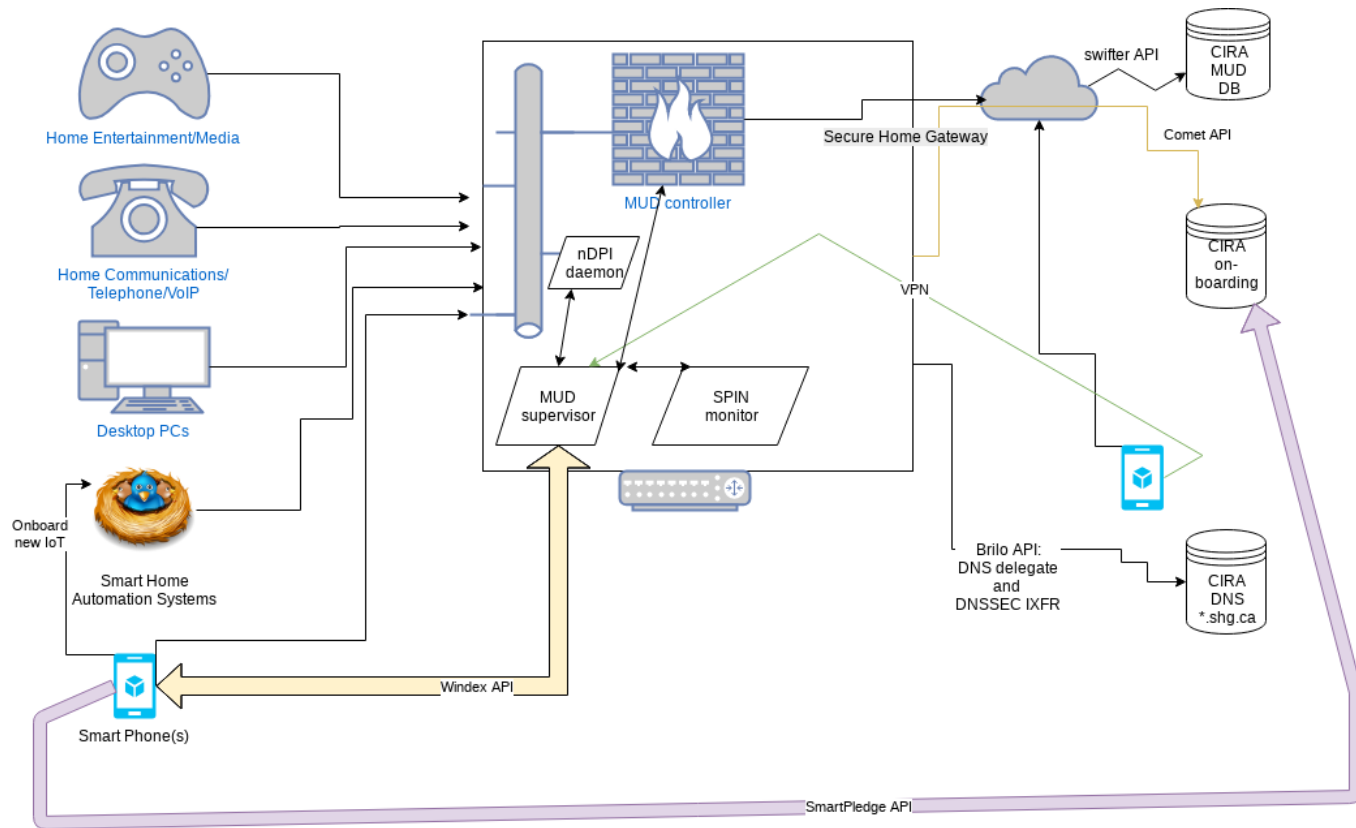 Home Entertainment/Media
Home Communications/
Telephone/VoIP
Desktop PCs
Onboard
new IoT
Smart Home
Automation Systems
Smart Phone(s)
MUD controller
nDPI
daemon
MUD
supervisor
SPIN
monitor
Windex API
Secure Home Gateway
VPN
swifter API
CIRA
MUD
DB
Comet API
CIRA
on-
boarding
Brilo API:
DNS delegate
and
DNSSEC IXFR
CIRA
DNS
*.shg.ca
SmartPledge API